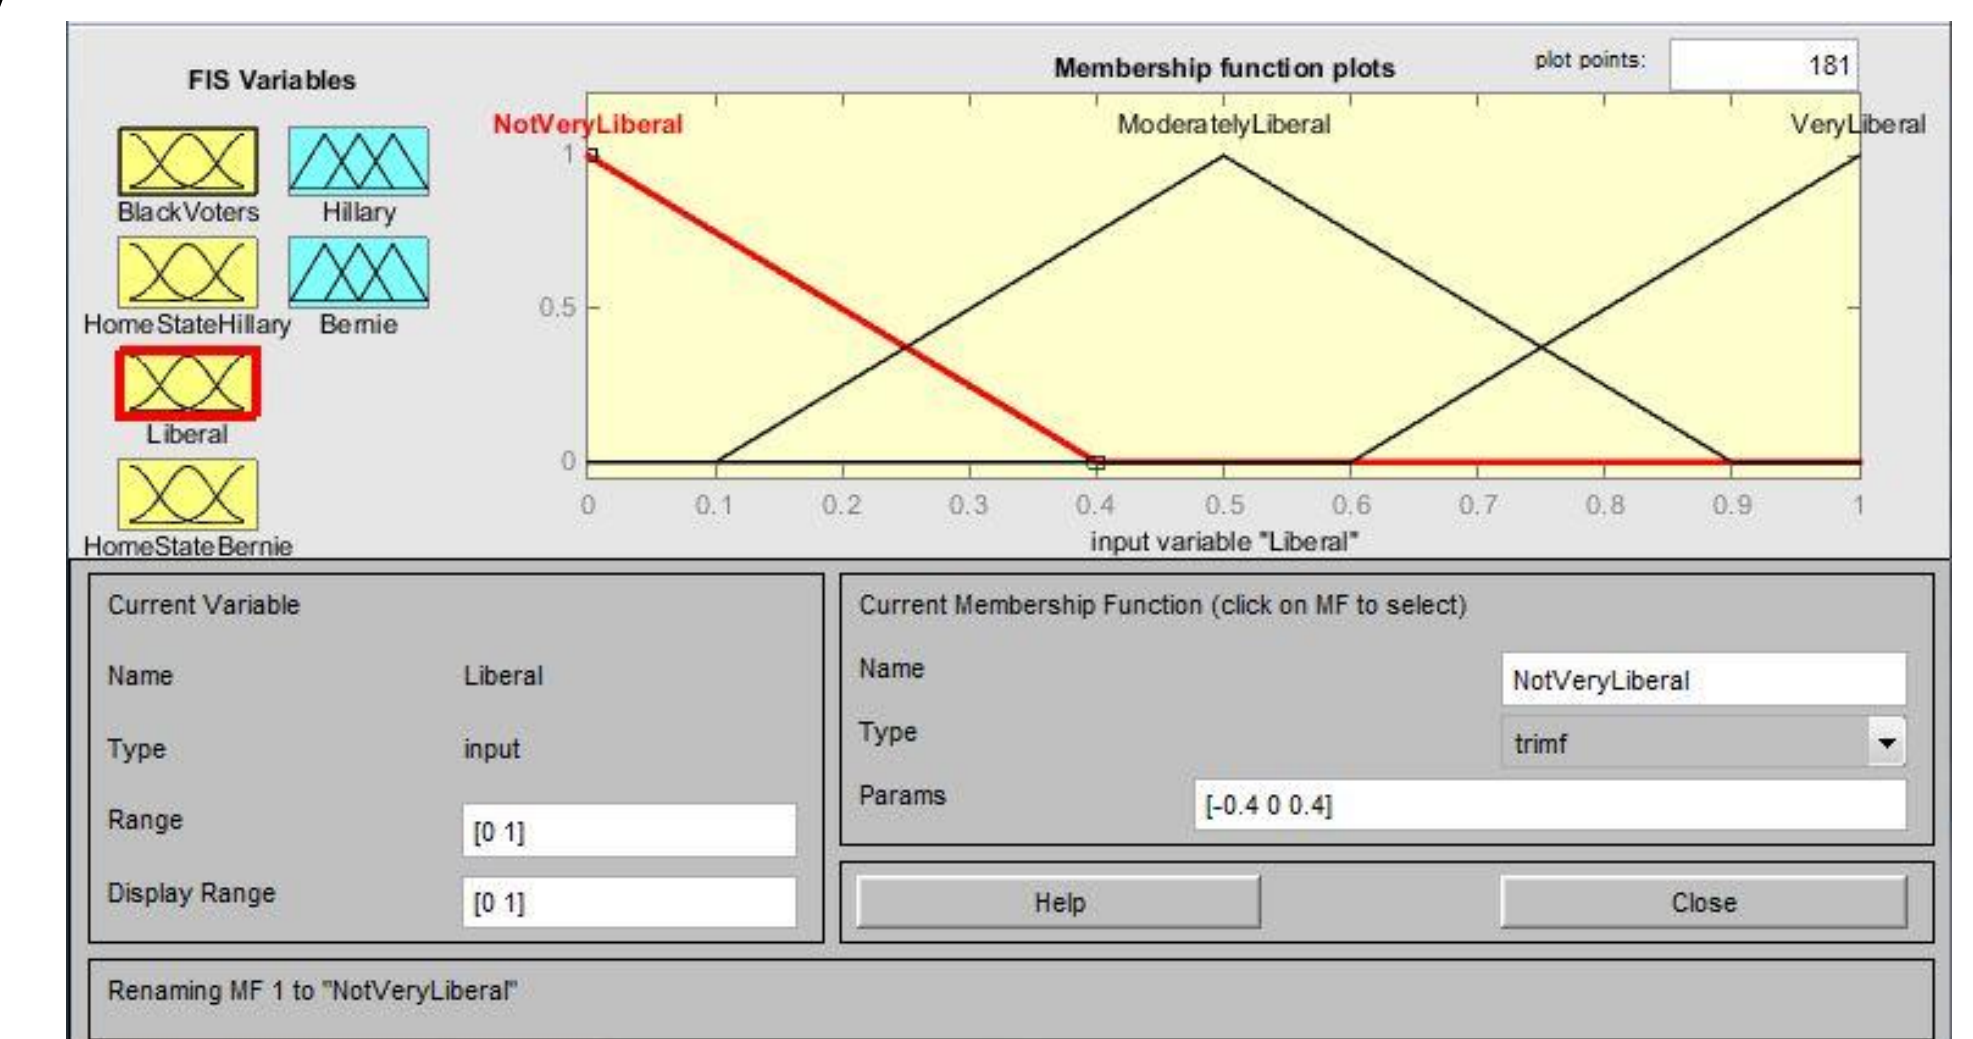 FIS Variables
BlackVoters
Hillary
HomeStateHillary
Bernie
Liberal
HomeStateBernie
Membership function plots
plot points:
181
NotVeryLiberal
ModeratelyLiberal
VeryLiberal
1
0.5
0
0 0.1 0.2 0.3 0.4 0.5 0.6 0.7 0.8 0.9 1
input variable "Liberal"
Current Variable
Name Liberal
Type input
Range [0 1]
Display Range [0 1]
Current Membership Function (click on MF to select)
Name NotVeryLiberal
Type trimf
Params [-0.4 0 0.4]
Help Close
Renaming MF 1 to "NotVeryLiberal"